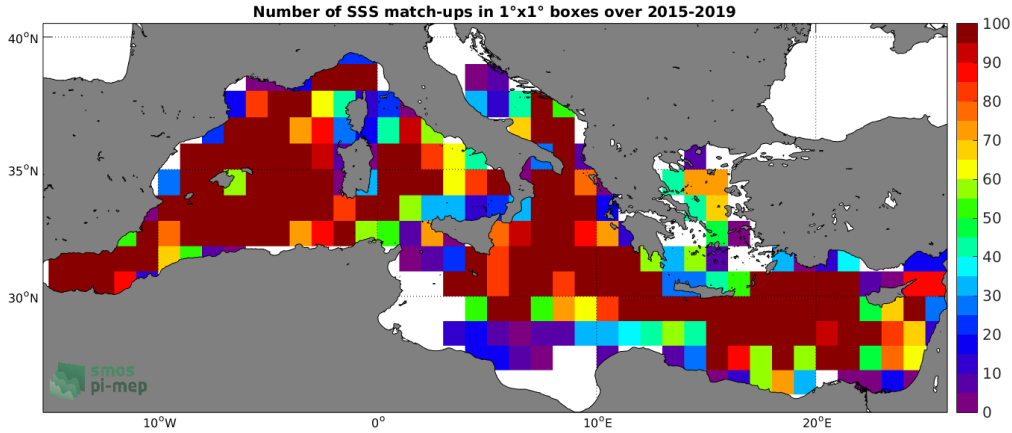 Number of SSS match-ups in 1°x1° boxes over 2015-2019
40°N
35°N
30°N
10°W
0°
10°E
20°E
100
90
80
70
60
50
40
30
20
10
0
smos
pi-mep